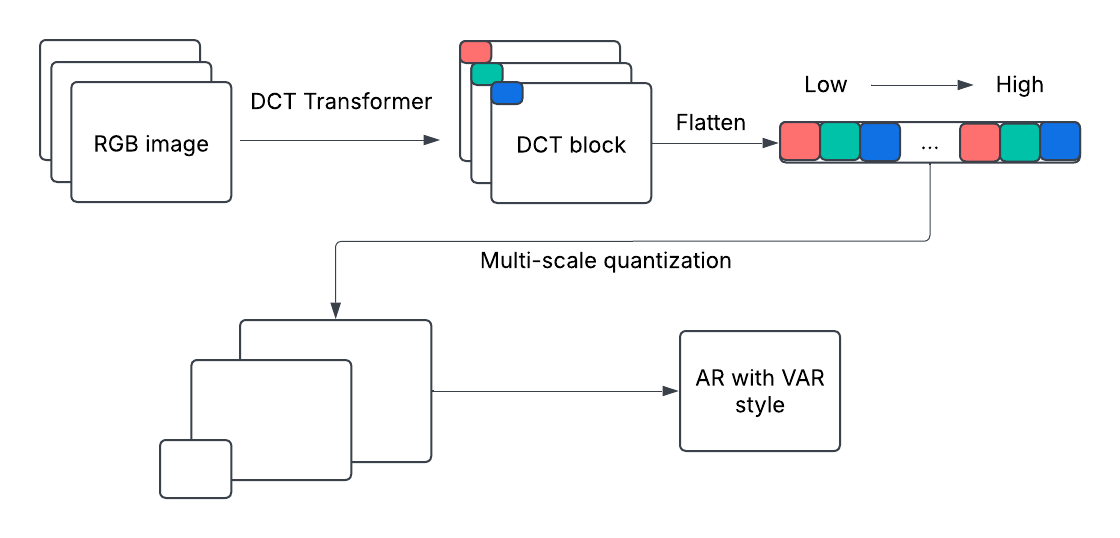 RGB image
DCT Transformer
DCT block
Flatten
Low
High
...
Multi-scale quantization
AR with VAR
style